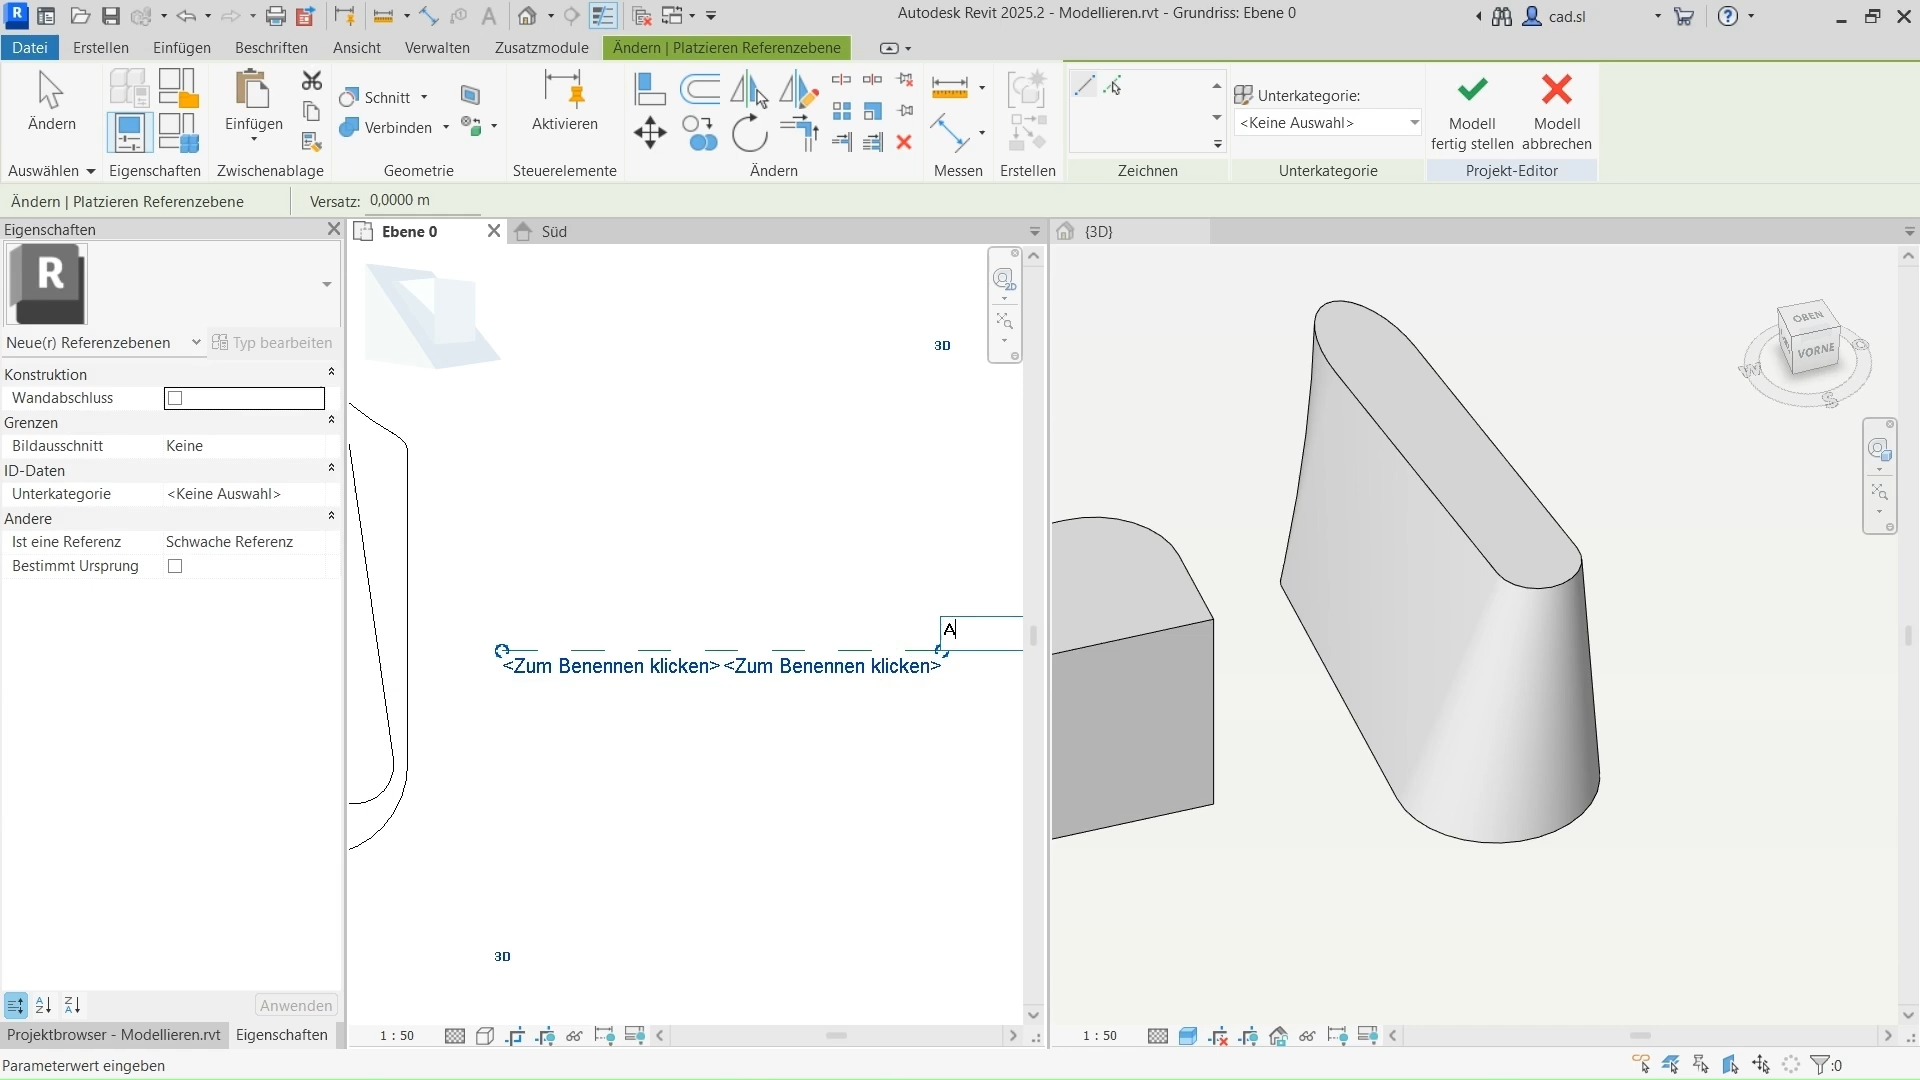 Autodesk Revit 2025.2 - Modellieren.rvt - Grundriss: Ebene 0
cad.sl
Datei
Erstellen
Einfügen
Beschriften
Ansicht
Verwalten
Zusatzmodule
Ändern | Platzieren Referenzebene
Ändern
Einfügen
Schnitt
Verbinden
Aktivieren
Unterkategorie:
<Keine Auswahl>
Modell
fertig stellen
Modell
abbrechen
Auswählen
Eigenschaften
Zwischenablage
Geometrie
Steuerelemente
Ändern
Messen
Erstellen
Zeichnen
Unterkategorie
Projekt-Editor
Ändern | Platzieren Referenzebene
Versatz: 0,0000 m
Eigenschaften
Ebene 0
Süd
{3D}
R
Neue(r) Referenzebenen
Typ bearbeiten
Konstruktion
Wandabschluss
Grenzen
Bildausschnitt Keine
ID-Daten
Unterkategorie <Keine Auswahl>
Andere
Ist eine Referenz Schwache Referenz
Bestimmt Ursprung
3D
A
<Zum Benennen klicken> <Zum Benennen klicken>
3D
OBEN
VORNE
W
S
O
2D
Anwenden
Projektbrowser - Modellieren.rvt
Eigenschaften
1 : 50
1 : 50
Parameterwert eingeben
:0